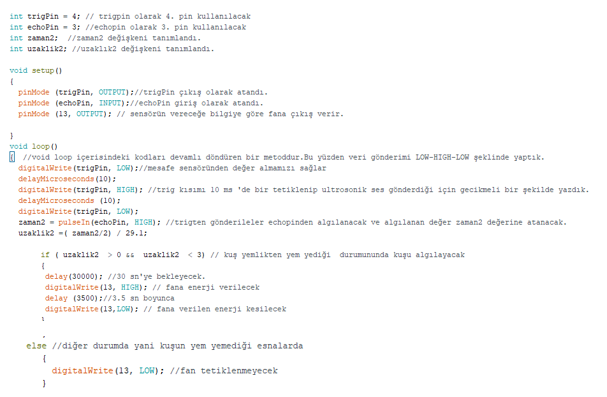 int trigPin = 4; // trigpin olarak 4. pin kullanılacak
int echoPin = 3; //echopin olarak 3. pin kullanılacak
int zaman2;  //zaman2 değişkeni tanımlandı.
int uzaklik2; //uzaklık2 değişkeni tanımlandı.

void setup()
{
  pinMode (trigPin, OUTPUT);//trigPin çıkış olarak atandı.
  pinMode (echoPin, INPUT);//echoPin giriş olarak atandı.
  pinMode (13, OUTPUT); // sensörün vereceğe bilgiye göre fana çıkış verir.

}
void loop()
{  //void loop içerisindeki kodları devamlı döndüren bir metoddur.Bu yüzden veri gönderimi LOW-HIGH-LOW şeklinde yaptık.
  digitalWrite(trigPin, LOW);//mesafe sensöründen değer almamızı sağlar
  delayMicroseconds(10);
  digitalWrite(trigPin, HIGH); //trig kısımı 10 ms 'de bir tetiklenip ultrosonik ses gönderdiği için gecikmeli bir şekilde yazdık.
  delayMicroseconds (10);
  digitalWrite(trigPin, LOW);
  zaman2 = pulseIn(echoPin, HIGH); //trigten gönderileler echopinden algılanacak ve algılanan değer zaman2 değerine atanacak.
  uzaklik2 =( zaman2/2) / 29.1;

if ( uzaklik2  > 0 &&  uzaklik2  < 3) // kuş yemlikten yem yediği  durumununda kuşu algılayacak
{
 delay(30000); //30 sn'ye bekleyecek.
 digitalWrite(13, HIGH); // fana enerji verilecek
 delay (3500);//3.5 sn boyunca
 digitalWrite(13,LOW); // fana verilen enerji kesilecek
}
else //diğer durumda yani kuşun yem yemediği esnalarda
{
  digitalWrite(13, LOW); //fan tetiklenmeyecek
}